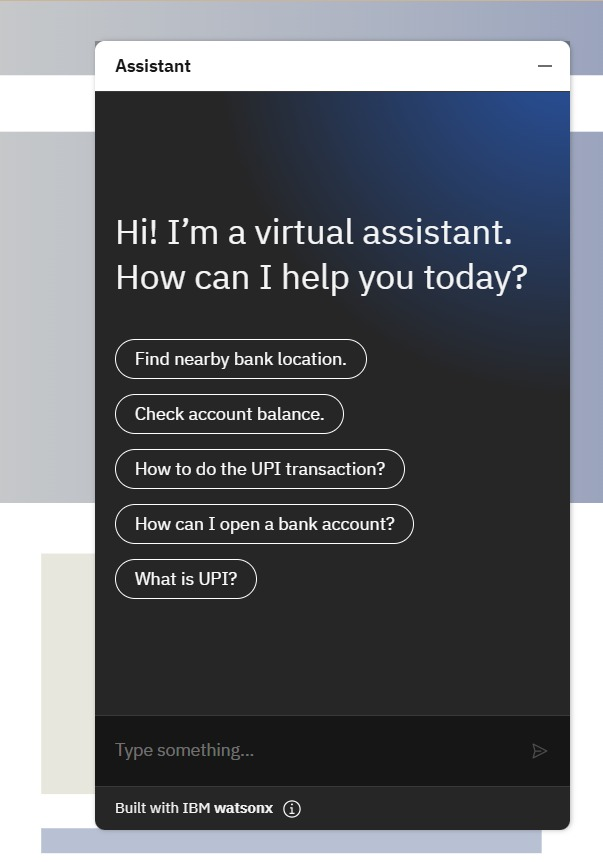 Assistant
Hi! I’m a virtual assistant.
How can I help you today?
Find nearby bank location.
Check account balance.
How to do the UPI transaction?
How can I open a bank account?
What is UPI?
Type something...
Built with IBM watsonx